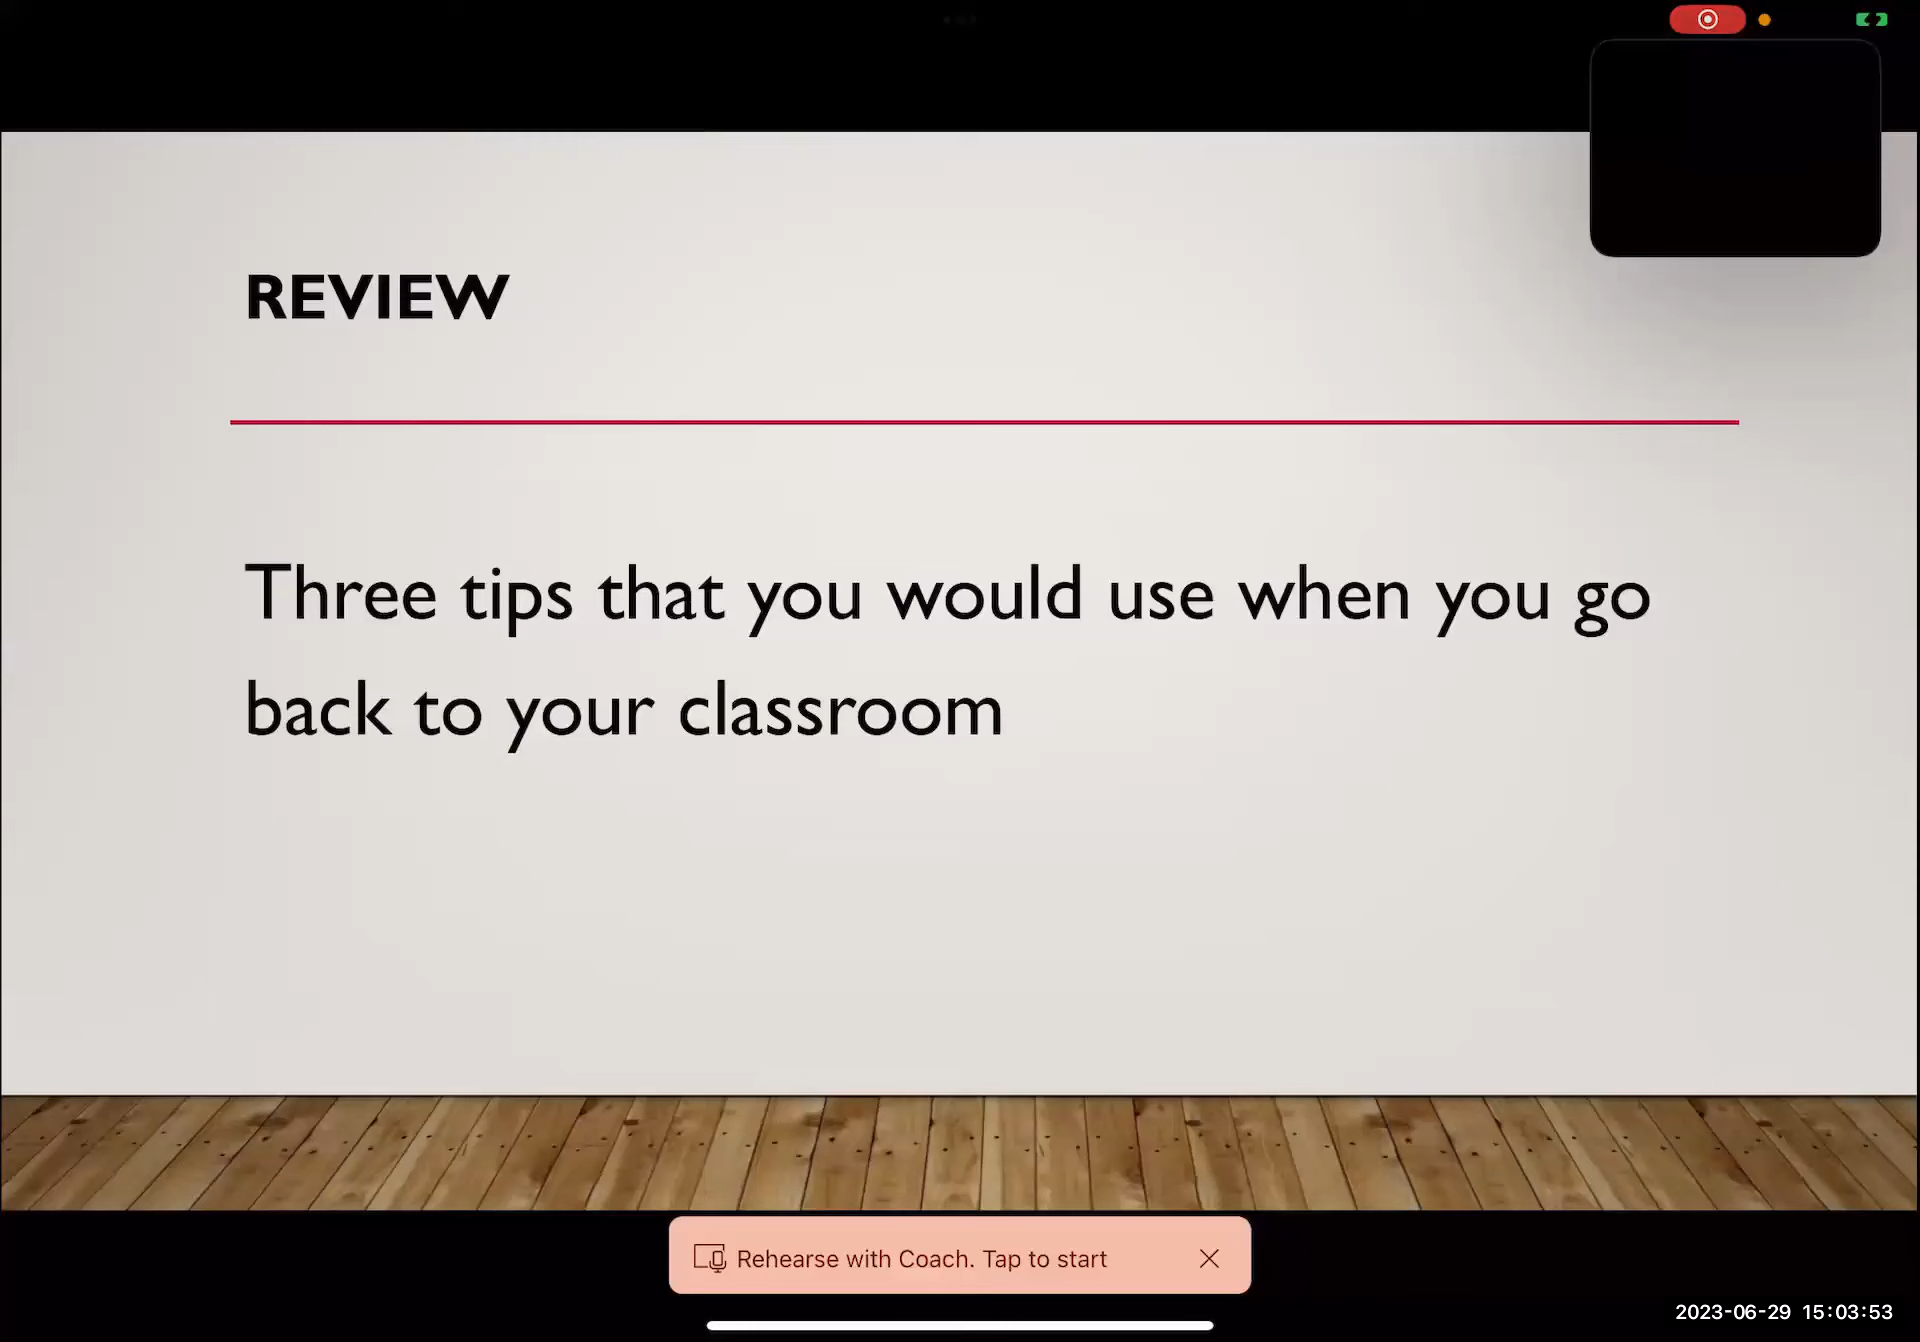 REVIEW
Three tips that you would use when you go
back to your classroom
Rehearse with Coach. Tap to start
2023-06-29 15:03:53